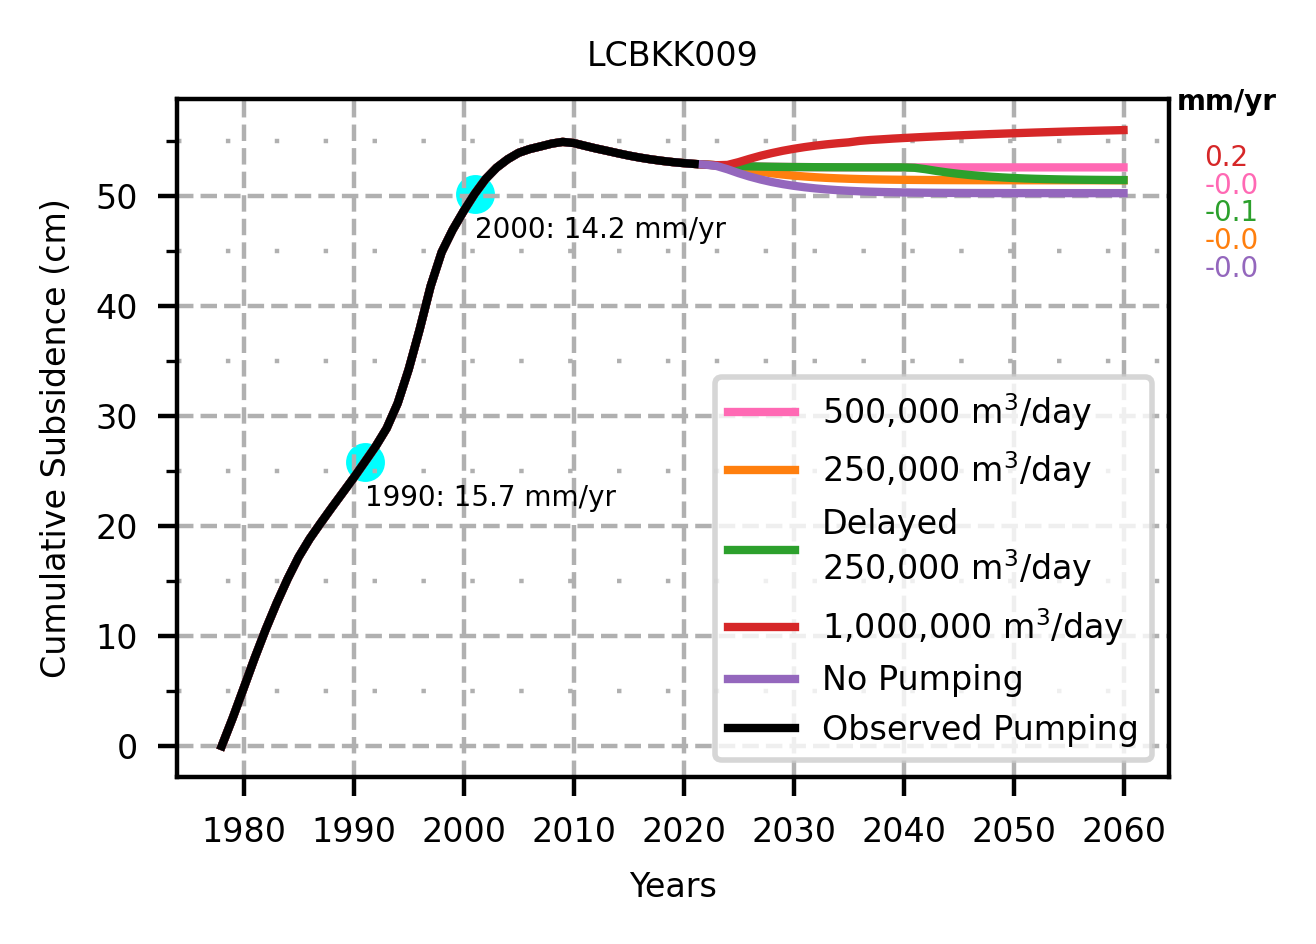 LCBKK009
mm/yr
0.2
-0.0
-0.1
-0.0
-0.0
Cumulative Subsidence (cm)
50
40
30
20
10
0
2000: 14.2 mm/yr
1990: 15.7 mm/yr
500,000 m³/day
250,000 m³/day
Delayed
250,000 m³/day
1,000,000 m³/day
No Pumping
Observed Pumping
1980 1990 2000 2010 2020 2030 2040 2050 2060
Years